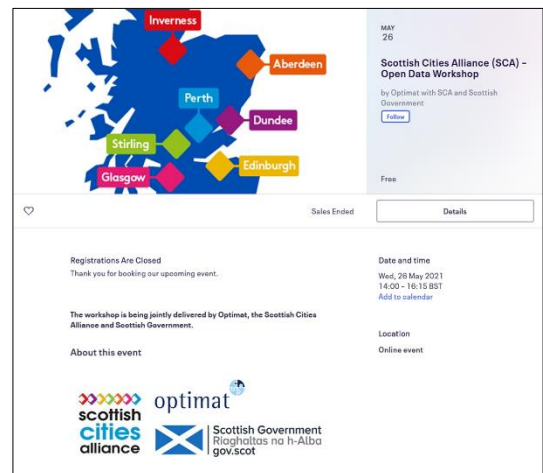 Inverness
Aberdeen
Perth
Dundee
Stirling
Edinburgh
Glasgow
MAY
26
Scottish Cities Alliance (SCA) –
Open Data Workshop
by Optimat with SCA and Scottish
Government
Follow
Free
Sales Ended
Details
Registrations Are Closed
Thank you for booking our upcoming event.
The workshop is being jointly delivered by Optimat, the Scottish Cities
Alliance and Scottish Government.
About this event
Date and time
Wed, 26 May 2021
14:00 – 16:15 BST
Add to calendar
Location
Online event
scottish
cities
alliance
optimat
Scottish Government
Riaghaltas na h-Alba
gov.scot